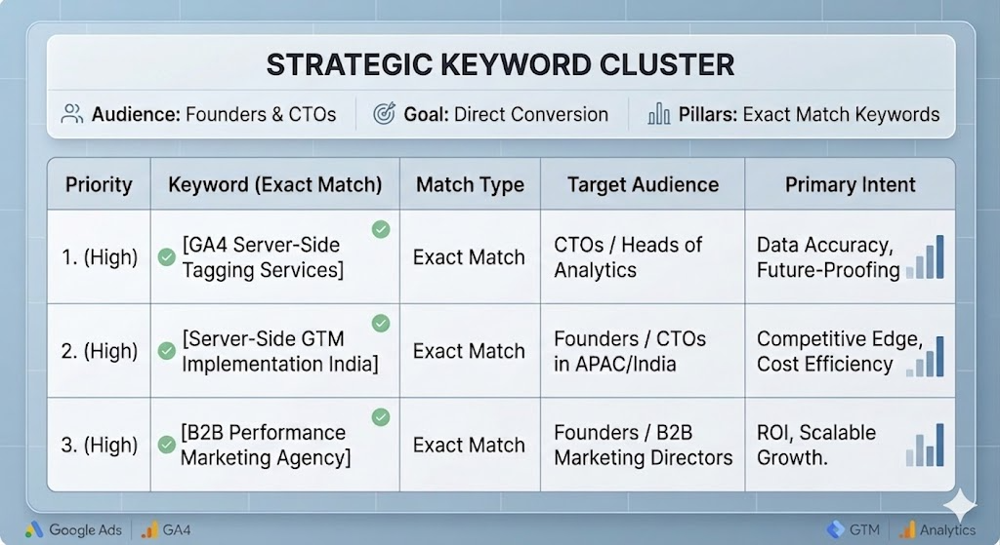 STRATEGIC KEYWORD CLUSTER
Audience: Founders & CTOs
Goal: Direct Conversion
Pillars: Exact Match Keywords
Priority
Keyword (Exact Match)
Match Type
Target Audience
Primary Intent
1. (High)
[GA4 Server-Side
Tagging Services]
Exact Match
CTOs / Heads of
Analytics
Data Accuracy,
Future-Proofing
2. (High)
[Server-Side GTM
Implementation India]
Exact Match
Founders / CTOs
in APAC/India
Competitive Edge,
Cost Efficiency
3. (High)
[B2B Performance
Marketing Agency]
Exact Match
Founders / B2B
Marketing Directors
ROI, Scalable
Growth.
Google Ads
GA4
GTM
Analytics